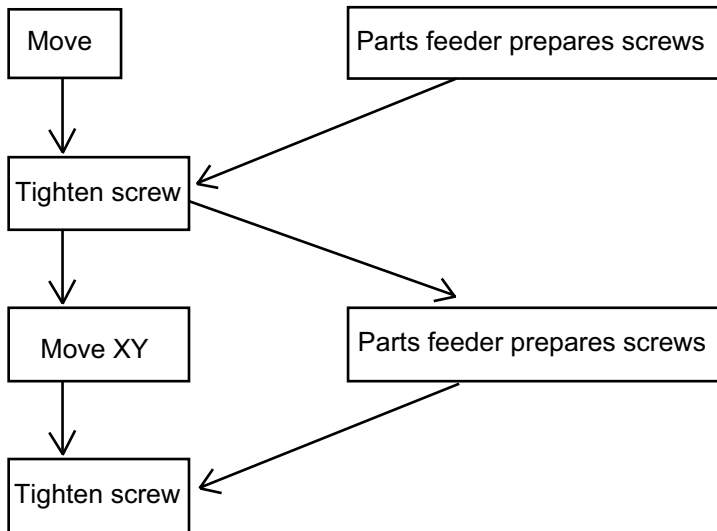 Move
Parts feeder prepares screws
Tighten screw
Move XY
Parts feeder prepares screws
Tighten screw